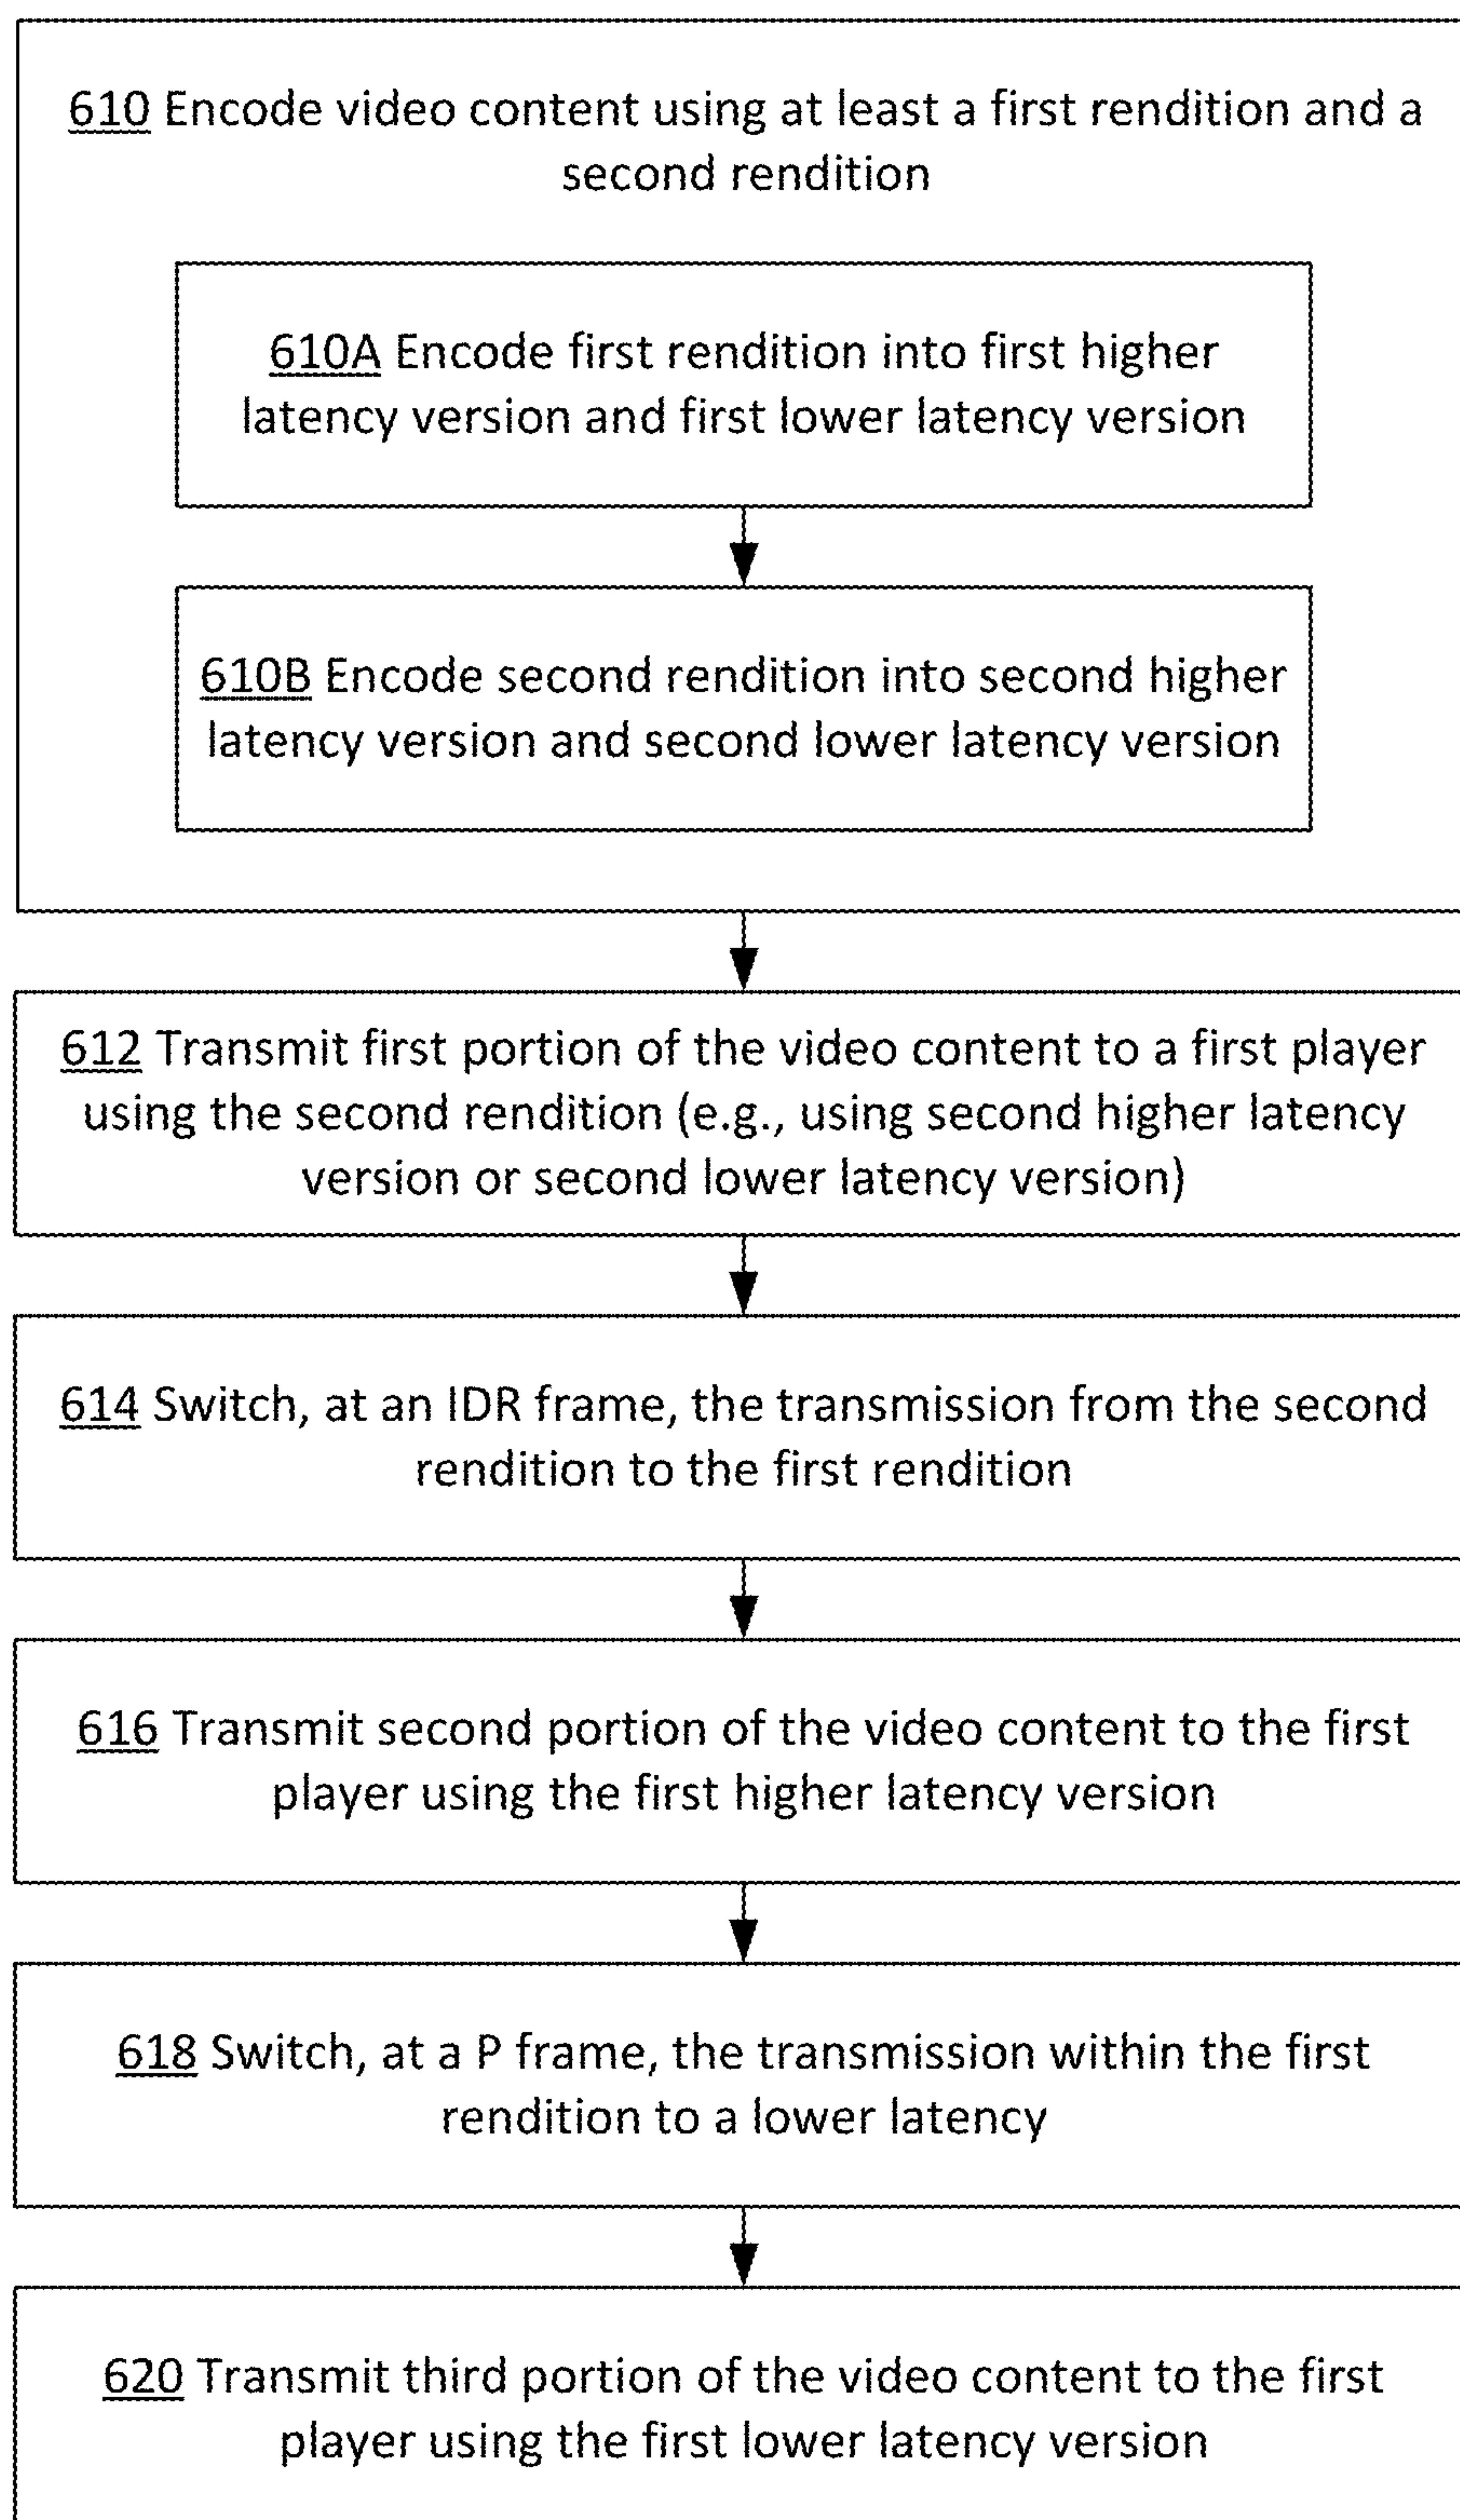 610 Encode video content using at least a first rendition and a
second rendition
610A Encode first rendition into first higher
latency version and first lower latency version
610B Encode second rendition into second higher
latency version and second lower latency version
612 Transmit first portion of the video content to a first player
using the second rendition (e.g., using second higher latency
version or second lower latency version)
614 Switch, at an IDR frame, the transmission from the second
rendition to the first rendition
616 Transmit second portion of the video content to the first
player using the first higher latency version
618 Switch, at a P frame, the transmission within the first
rendition to a lower latency
620 Transmit third portion of the video content to the first
player using the first lower latency version